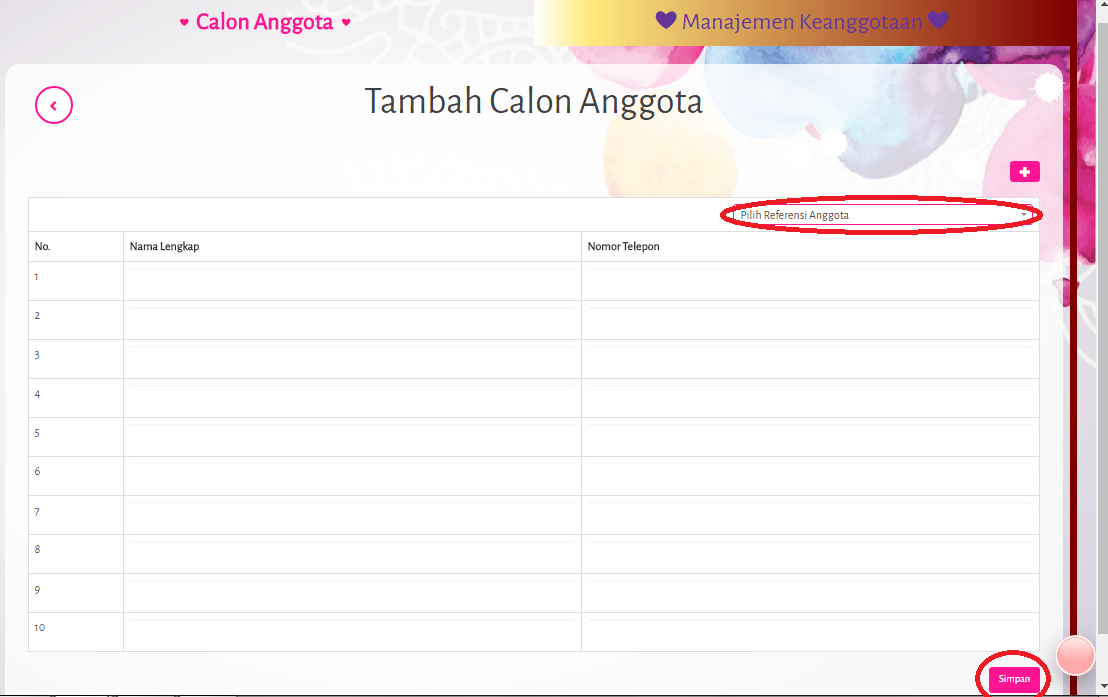 Calon Anggota
Manajemen Keanggotaan
Tambah Calon Anggota
Pilih Referensi Anggota
No. Nama Lengkap Nomor Telepon
1
2
3
4
5
6
7
8
9
10
Simpan